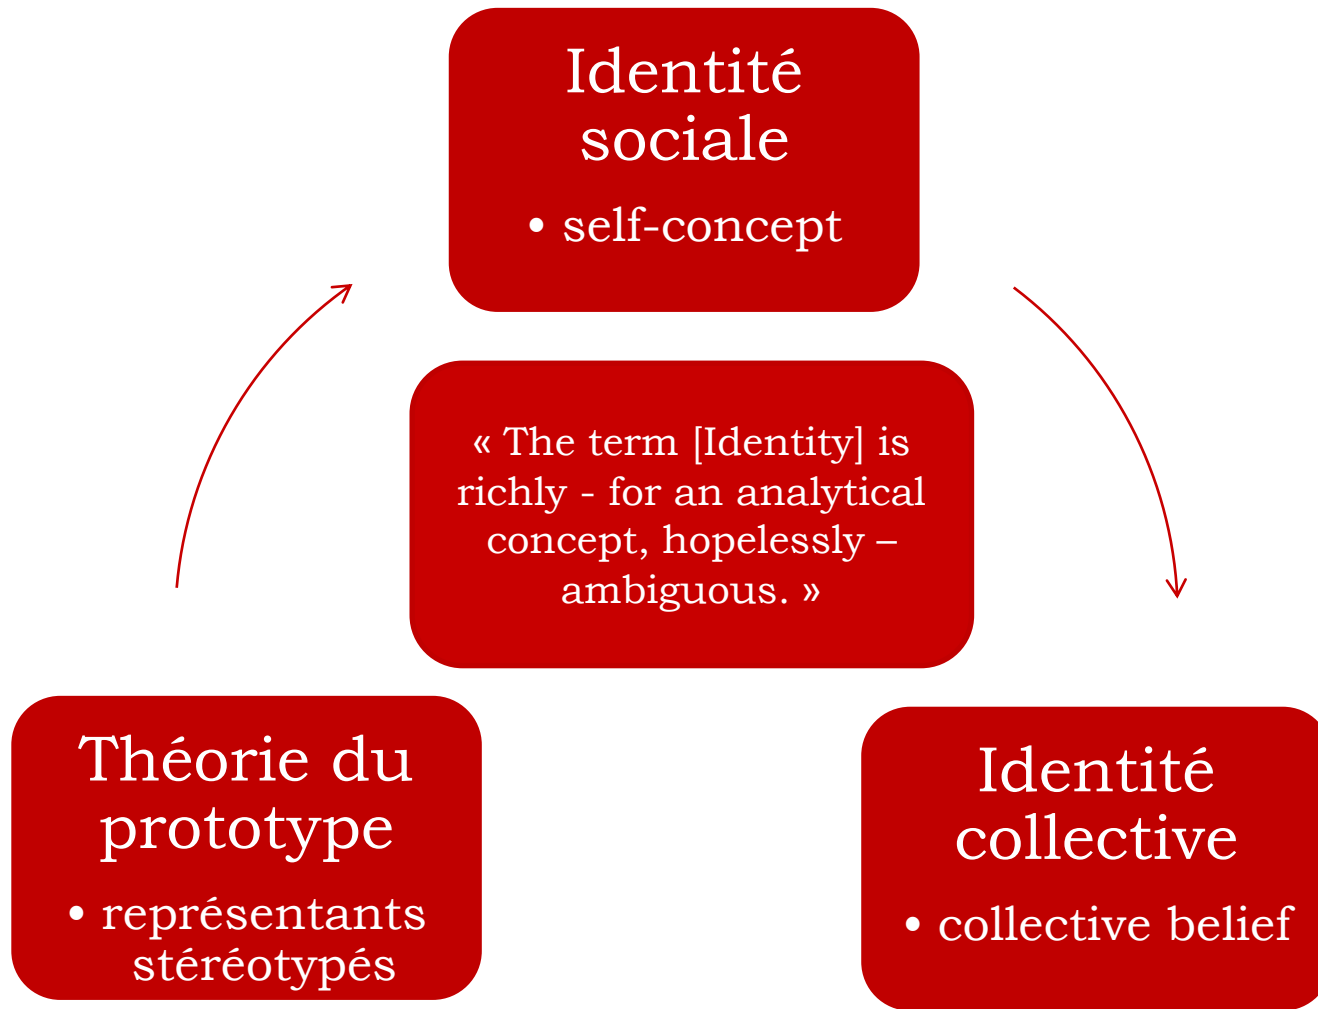 Identité
sociale
• self-concept
« The term [Identity] is
richly - for an analytical
concept, hopelessly –
ambiguous. »
Théorie du
prototype
• représentants
stéréotypés
Identité
collective
• collective belief